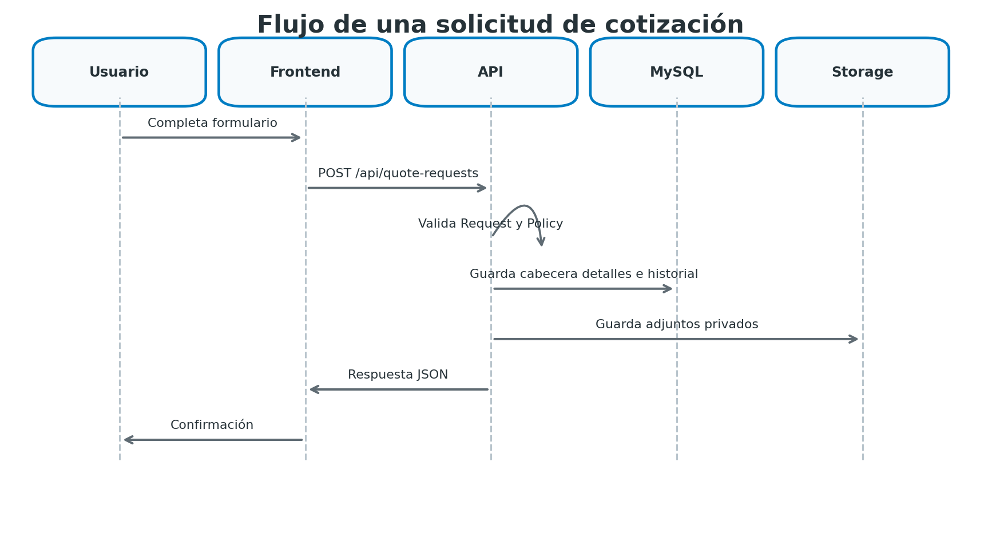 Flujo de una solicitud de cotización
Usuario
Frontend
API
MySQL
Storage
Completa formulario
POST /api/quote-requests
Valida Request y Policy
Guarda cabecera detalles e historial
Guarda adjuntos privados
Respuesta JSON
Confirmación